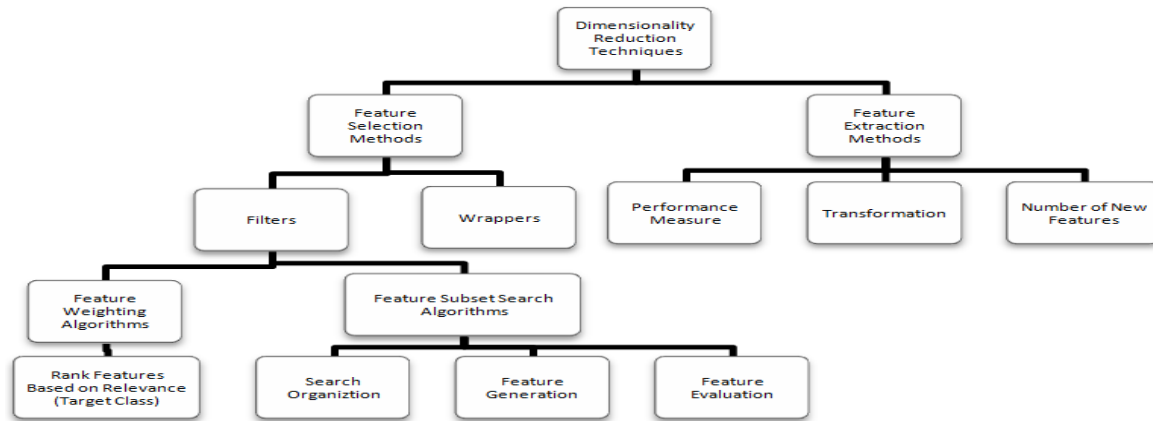 Dimensionality
Reduction
Techniques
Feature
Selection
Methods
Feature
Extraction
Methods
Filters
Wrappers
Performance
Measure
Transformation
Number of New
Features
Feature
Weighting
Algorithms
Feature Subset Search
Algorithms
Rank Features
Based on Relevance
(Target Class)
Search
Organiztion
Feature
Generation
Feature
Evaluation